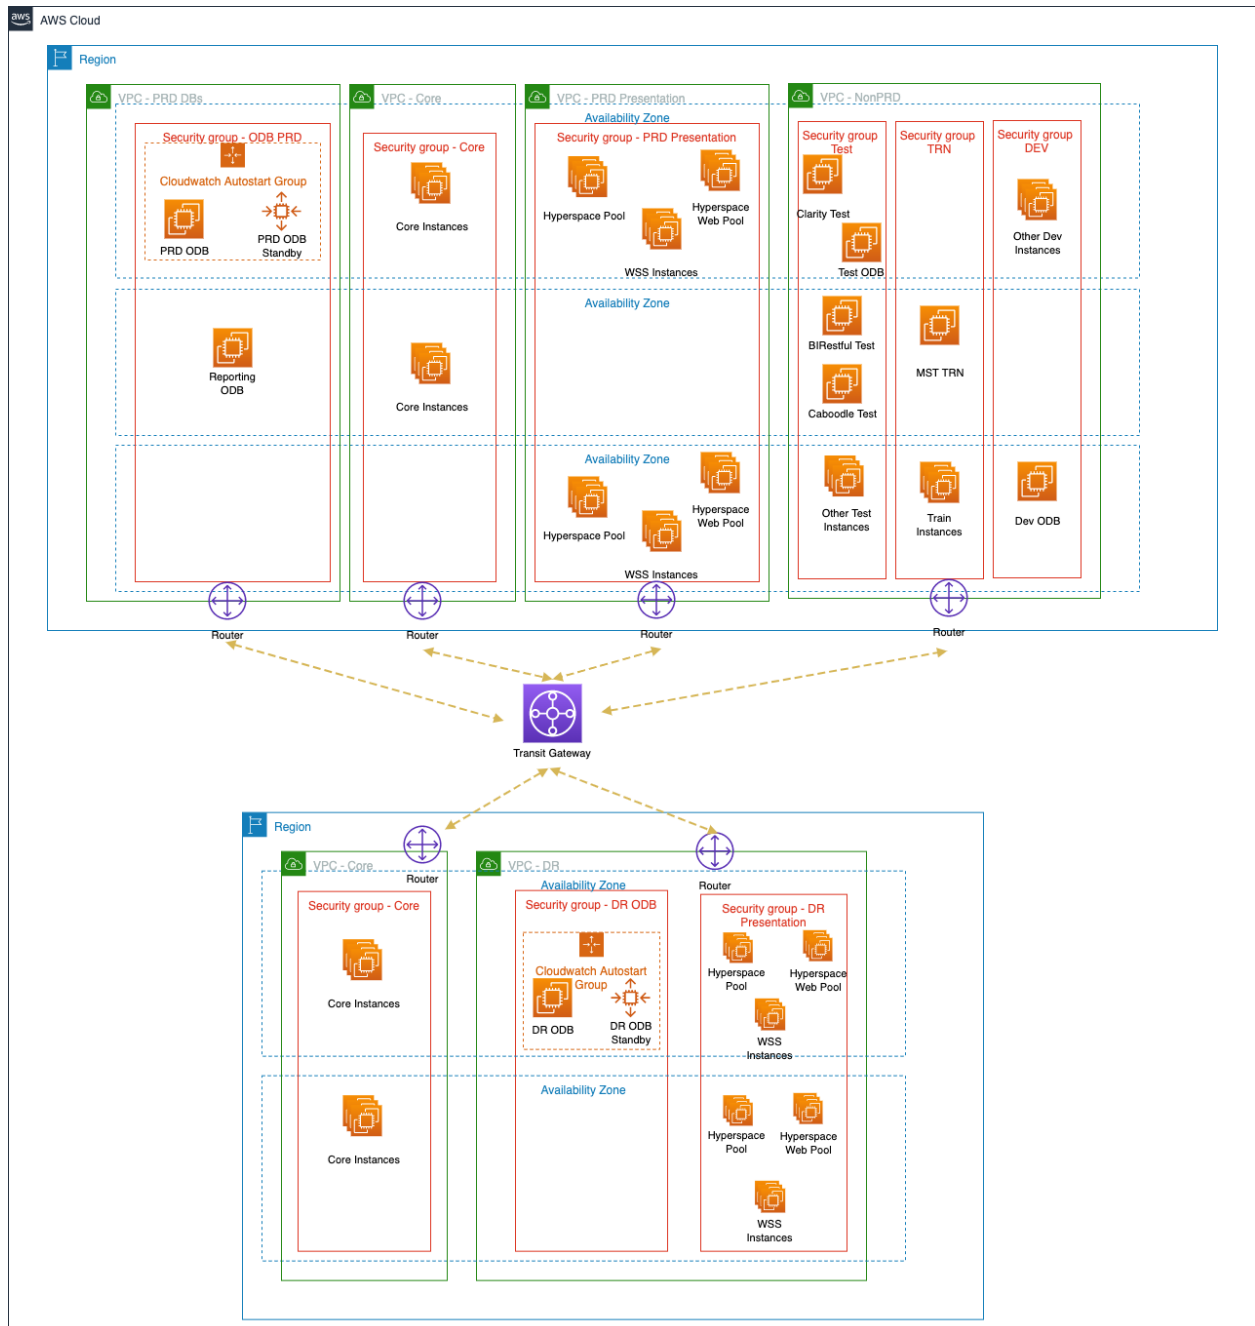 aws
AWS Cloud
Region
VPC - PRD DBs
VPC - Core
VPC - PRD Presentation
VPC - NonPRD
Availability Zone
Security group - ODB PRD
Cloudwatch Autostart Group
PRD ODB
PRD ODB
Standby
Security group - Core
Core Instances
Security group - PRD Presentation
Hyperspace Pool
Hyperspace
Web Pool
WSS Instances
Security group
Test
Clarity Test
Test ODB
Security group
TRN
Security group
DEV
Other Dev
Instances
Availability Zone
Reporting
ODB
Core Instances
BIRestful Test
Caboodle Test
MST TRN
Availability Zone
Hyperspace Pool
Hyperspace
Web Pool
WSS Instances
Other Test
Instances
Train
Instances
Dev ODB
Router
Router
Router
Router
Transit Gateway
Region
Router
Router
VPC - Core
VPC - DR
Availability Zone
Security group - Core
Core Instances
Security group - DR ODB
Cloudwatch Autostart
Group
DR ODB
DR ODB
Standby
Security group - DR
Presentation
Hyperspace
Pool
Hyperspace
Web Pool
WSS
Instances
Availability Zone
Core Instances
Hyperspace
Pool
Hyperspace
Web Pool
WSS
Instances